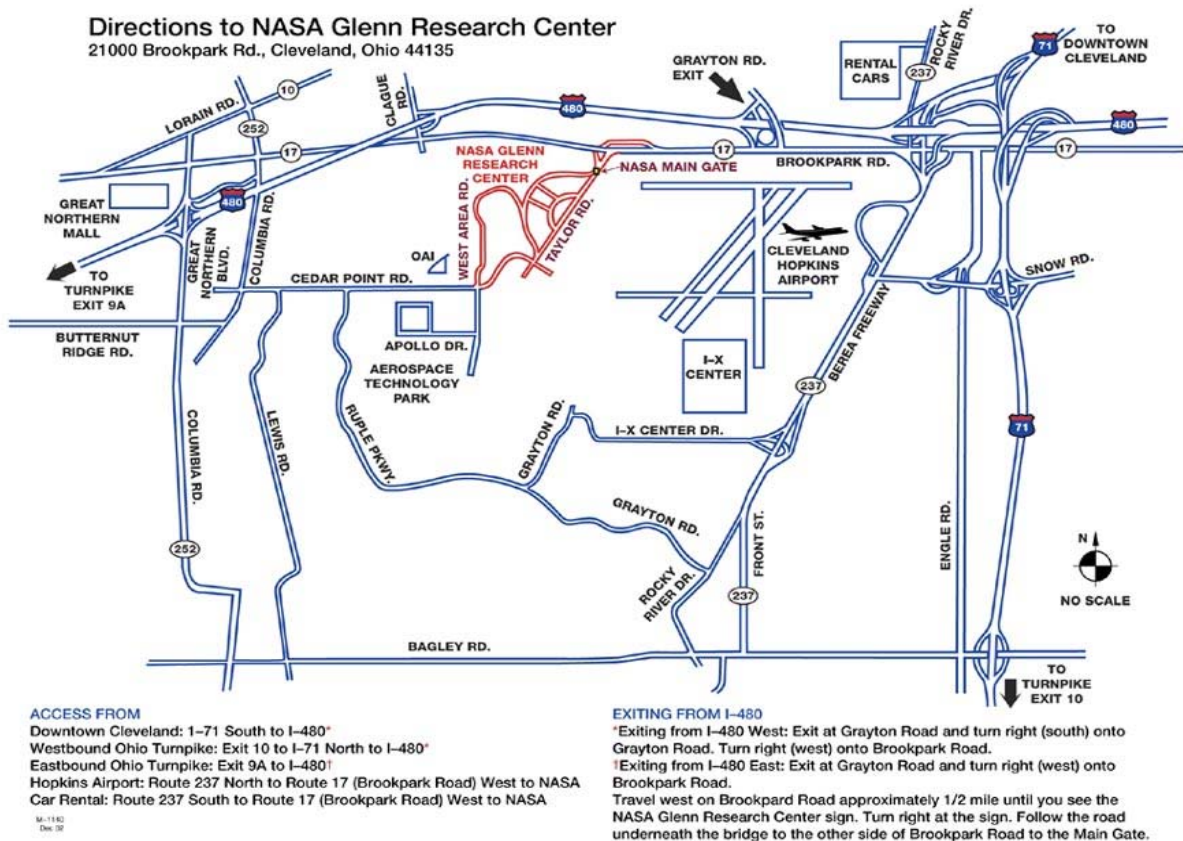 Directions to NASA Glenn Research Center
21000 Brookpark Rd., Cleveland, Ohio 44135
LORAIN RD.
10
252
17
CLAGUE
RD.
480
GRAYTON RD.
EXIT
RENTAL
CARS
237
ROCKY
RIVER DR.
71
TO
DOWNTOWN
CLEVELAND
480
17
BROOKPARK RD.
17
NASA GLENN
RESEARCH
CENTER
NASA MAIN GATE
WEST AREA RD.
TAYLOR RD.
GREAT
NORTHERN
MALL
480
TO
TURNPIKE
EXIT 9A
GREAT
NORTHERN
BLVD.
COLUMBIA RD.
OAI
CEDAR POINT RD.
CLEVELAND
HOPKINS
AIRPORT
SNOW RD.
BUTTERNUT
RIDGE RD.
APOLLO DR.
AEROSPACE
TECHNOLOGY
PARK
I–X
CENTER
BEREA FREEWAY
237
71
COLUMBIA RD.
LEWIS RD.
RUPLE PKWY.
GRAYTON RD.
I–X CENTER DR.
GRAYTON RD.
252
ROCKY
RIVER DR.
FRONT ST.
237
ENGLE RD.
N
NO SCALE
BAGLEY RD.
TO
TURNPIKE
EXIT 10
ACCESS FROM
Downtown Cleveland: 1–71 South to I–480*
Westbound Ohio Turnpike: Exit 10 to I–71 North to I–480*
Eastbound Ohio Turnpike: Exit 9A to I–480†
Hopkins Airport: Route 237 North to Route 17 (Brookpark Road) West to NASA
Car Rental: Route 237 South to Route 17 (Brookpark Road) West to NASA
EXITING FROM I–480
*Exiting from I–480 West: Exit at Grayton Road and turn right (south) onto
Grayton Road. Turn right (west) onto Brookpark Road.
†Exiting from I–480 East: Exit at Grayton Road and turn right (west) onto
Brookpark Road.
Travel west on Brookpard Road approximately 1/2 mile until you see the
NASA Glenn Research Center sign. Turn right at the sign. Follow the road
underneath the bridge to the other side of Brookpark Road to the Main Gate.